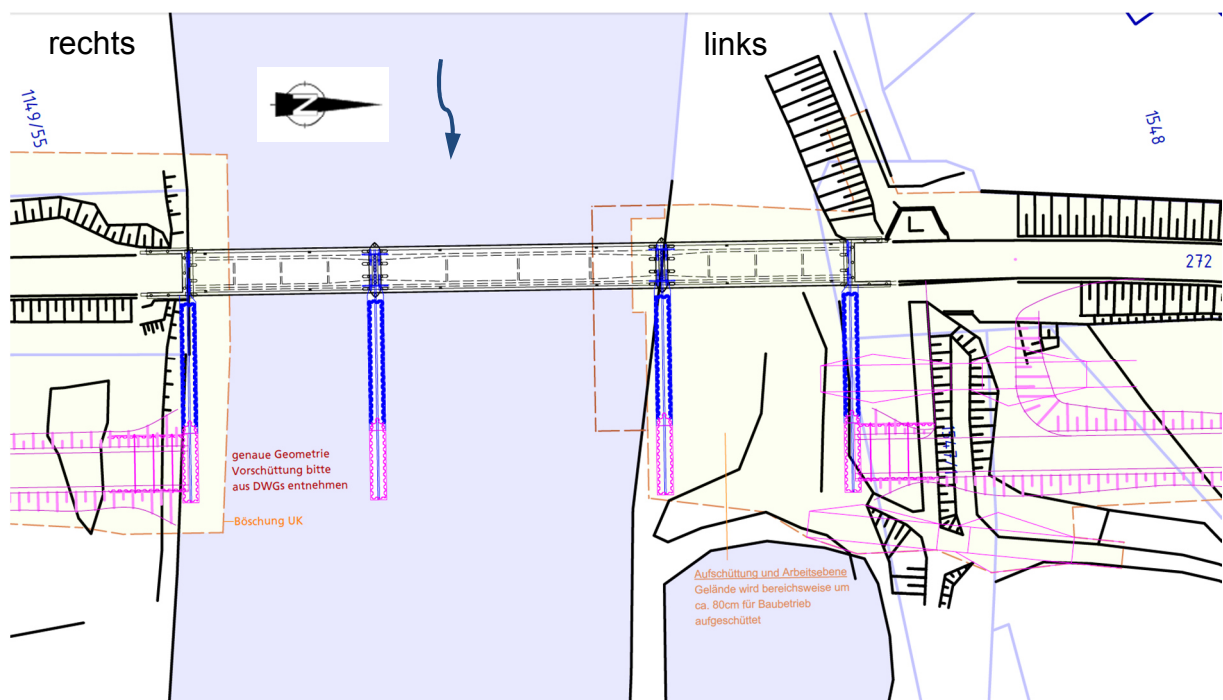 rechts
links
1149/55
1548
272
genaue Geometrie
Vorschüttung bitte
aus DWGs entnehmen
Böschung UK
Aufschüttung und Arbeitsebene
Gelände wird bereichsweise um
ca. 80cm für Baubetrieb
aufgeschüttet